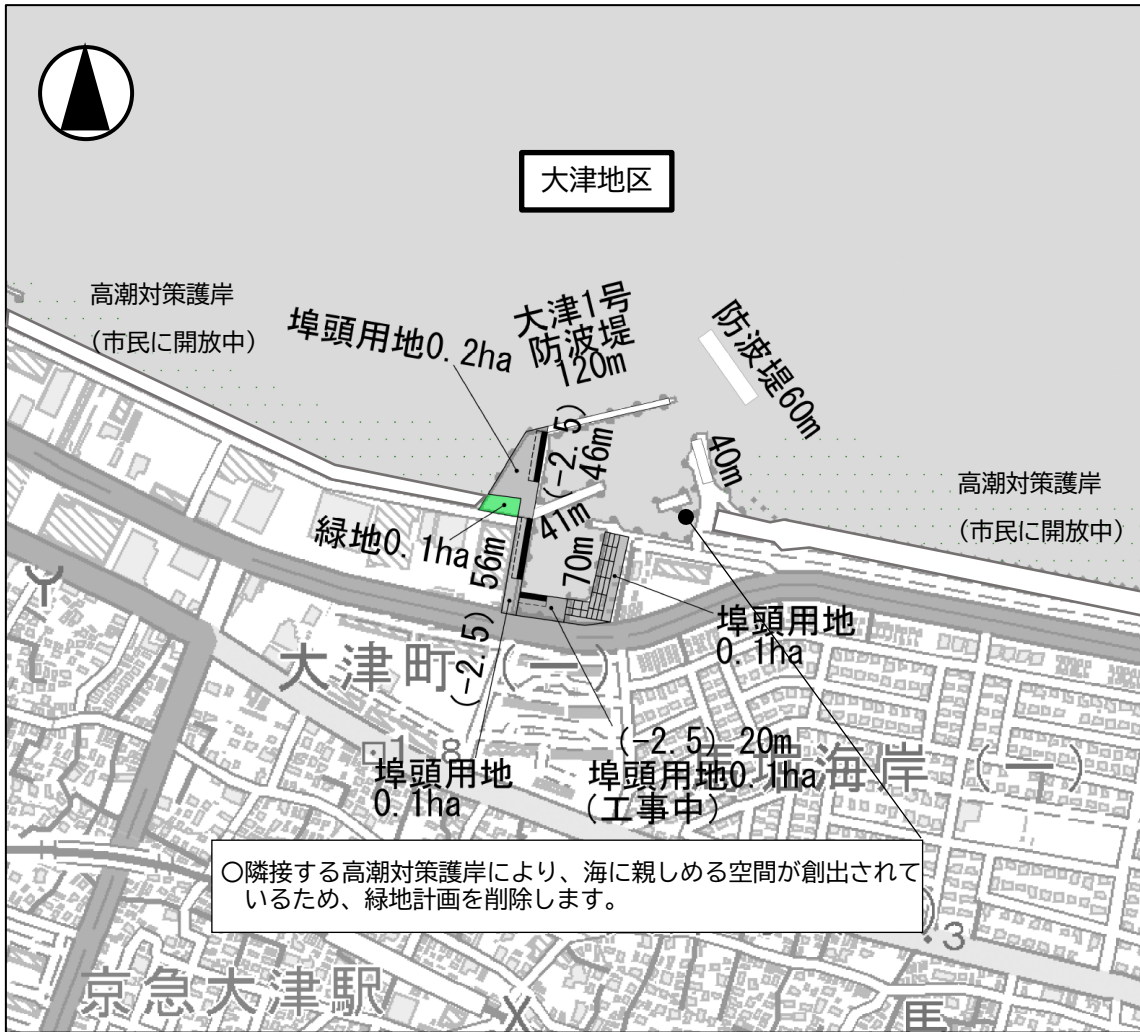 大津地区
高潮対策護岸
(市民に開放中)
埠頭用地0.2ha
大津1号
防波堤
120m
防波堤60m
(-2.5)
46m
40m
高潮対策護岸
(市民に開放中)
緑地0.1ha
41m
(-2.5) 56m
70m
埠頭用地
0.1ha
大津町(一)
(-2.5) 20m
埠頭用地0.1ha
(工事中)
埠頭用地
0.1ha
1.8
海岸(一)
○隣接する高潮対策護岸により、海に親しめる空間が創出されて
いるため、緑地計画を削除します。
.3
京急大津駅
馬